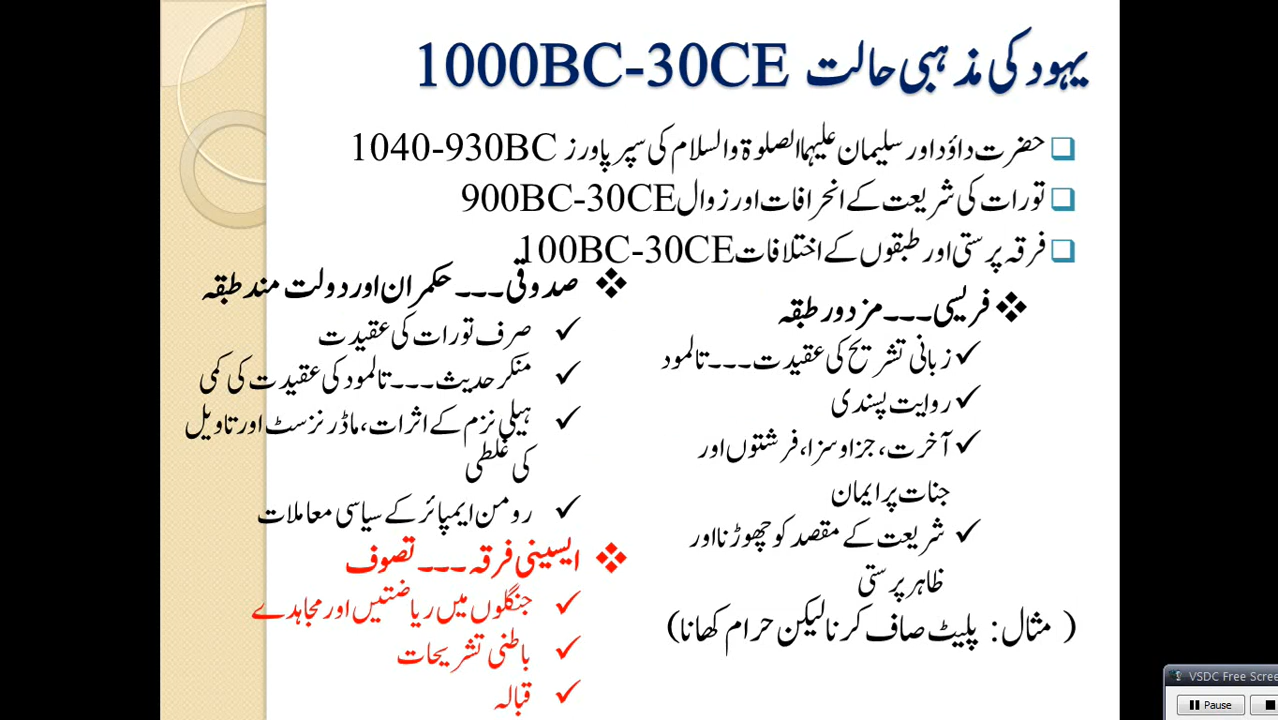 یہود کی مذہبی حالت 1000BC-30CE
حضرت داؤد اور سلیمان علیہما الصلوۃ والسلام کی سپر پاورز 1040-930BC
تورات کی شریعت کے انحرافات اور زوال 900BC-30CE
فرقہ پرستی اور طبقوں کے اختلافات 100BC-30CE
فریسی۔۔۔مزدور طبقہ
زبانی تشریح کی عقیدت۔۔۔تالمود
روایت پسندی
آخرت، جزا و سزا، فرشتوں اور
جنات پر ایمان
شریعت کے مقصد کو چھوڑنا اور
ظاہر پرستی
( مثال: پلیٹ صاف کرنا لیکن حرام کھانا)
صدوقی۔۔۔حکمران اور دولت مند طبقہ
صرف تورات کی عقیدت
منکر حدیث۔۔۔تالمود کی عقیدت کی کمی
ہیلی نزم کے اثرات، ماڈرنزسٹ اور تاویل
کی غلطی
رومن ایمپائر کے سیاسی معاملات
ایسینی فرقہ۔۔۔تصوف
جنگلوں میں ریاضتیں اور مجاہدے
باطنی تشریحات
قبالہ
VSDC Free Scree
Pause